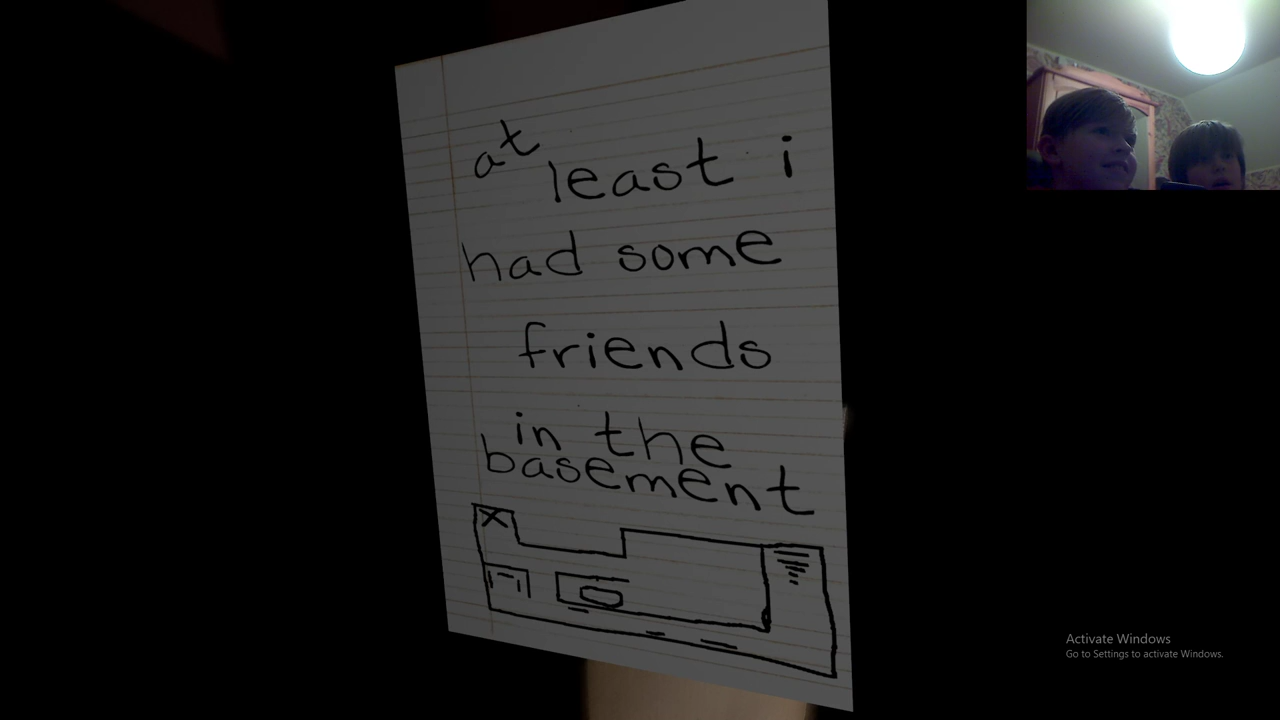 at least i
had some
friends
in the
basement
Activate Windows
Go to Settings to activate Windows.